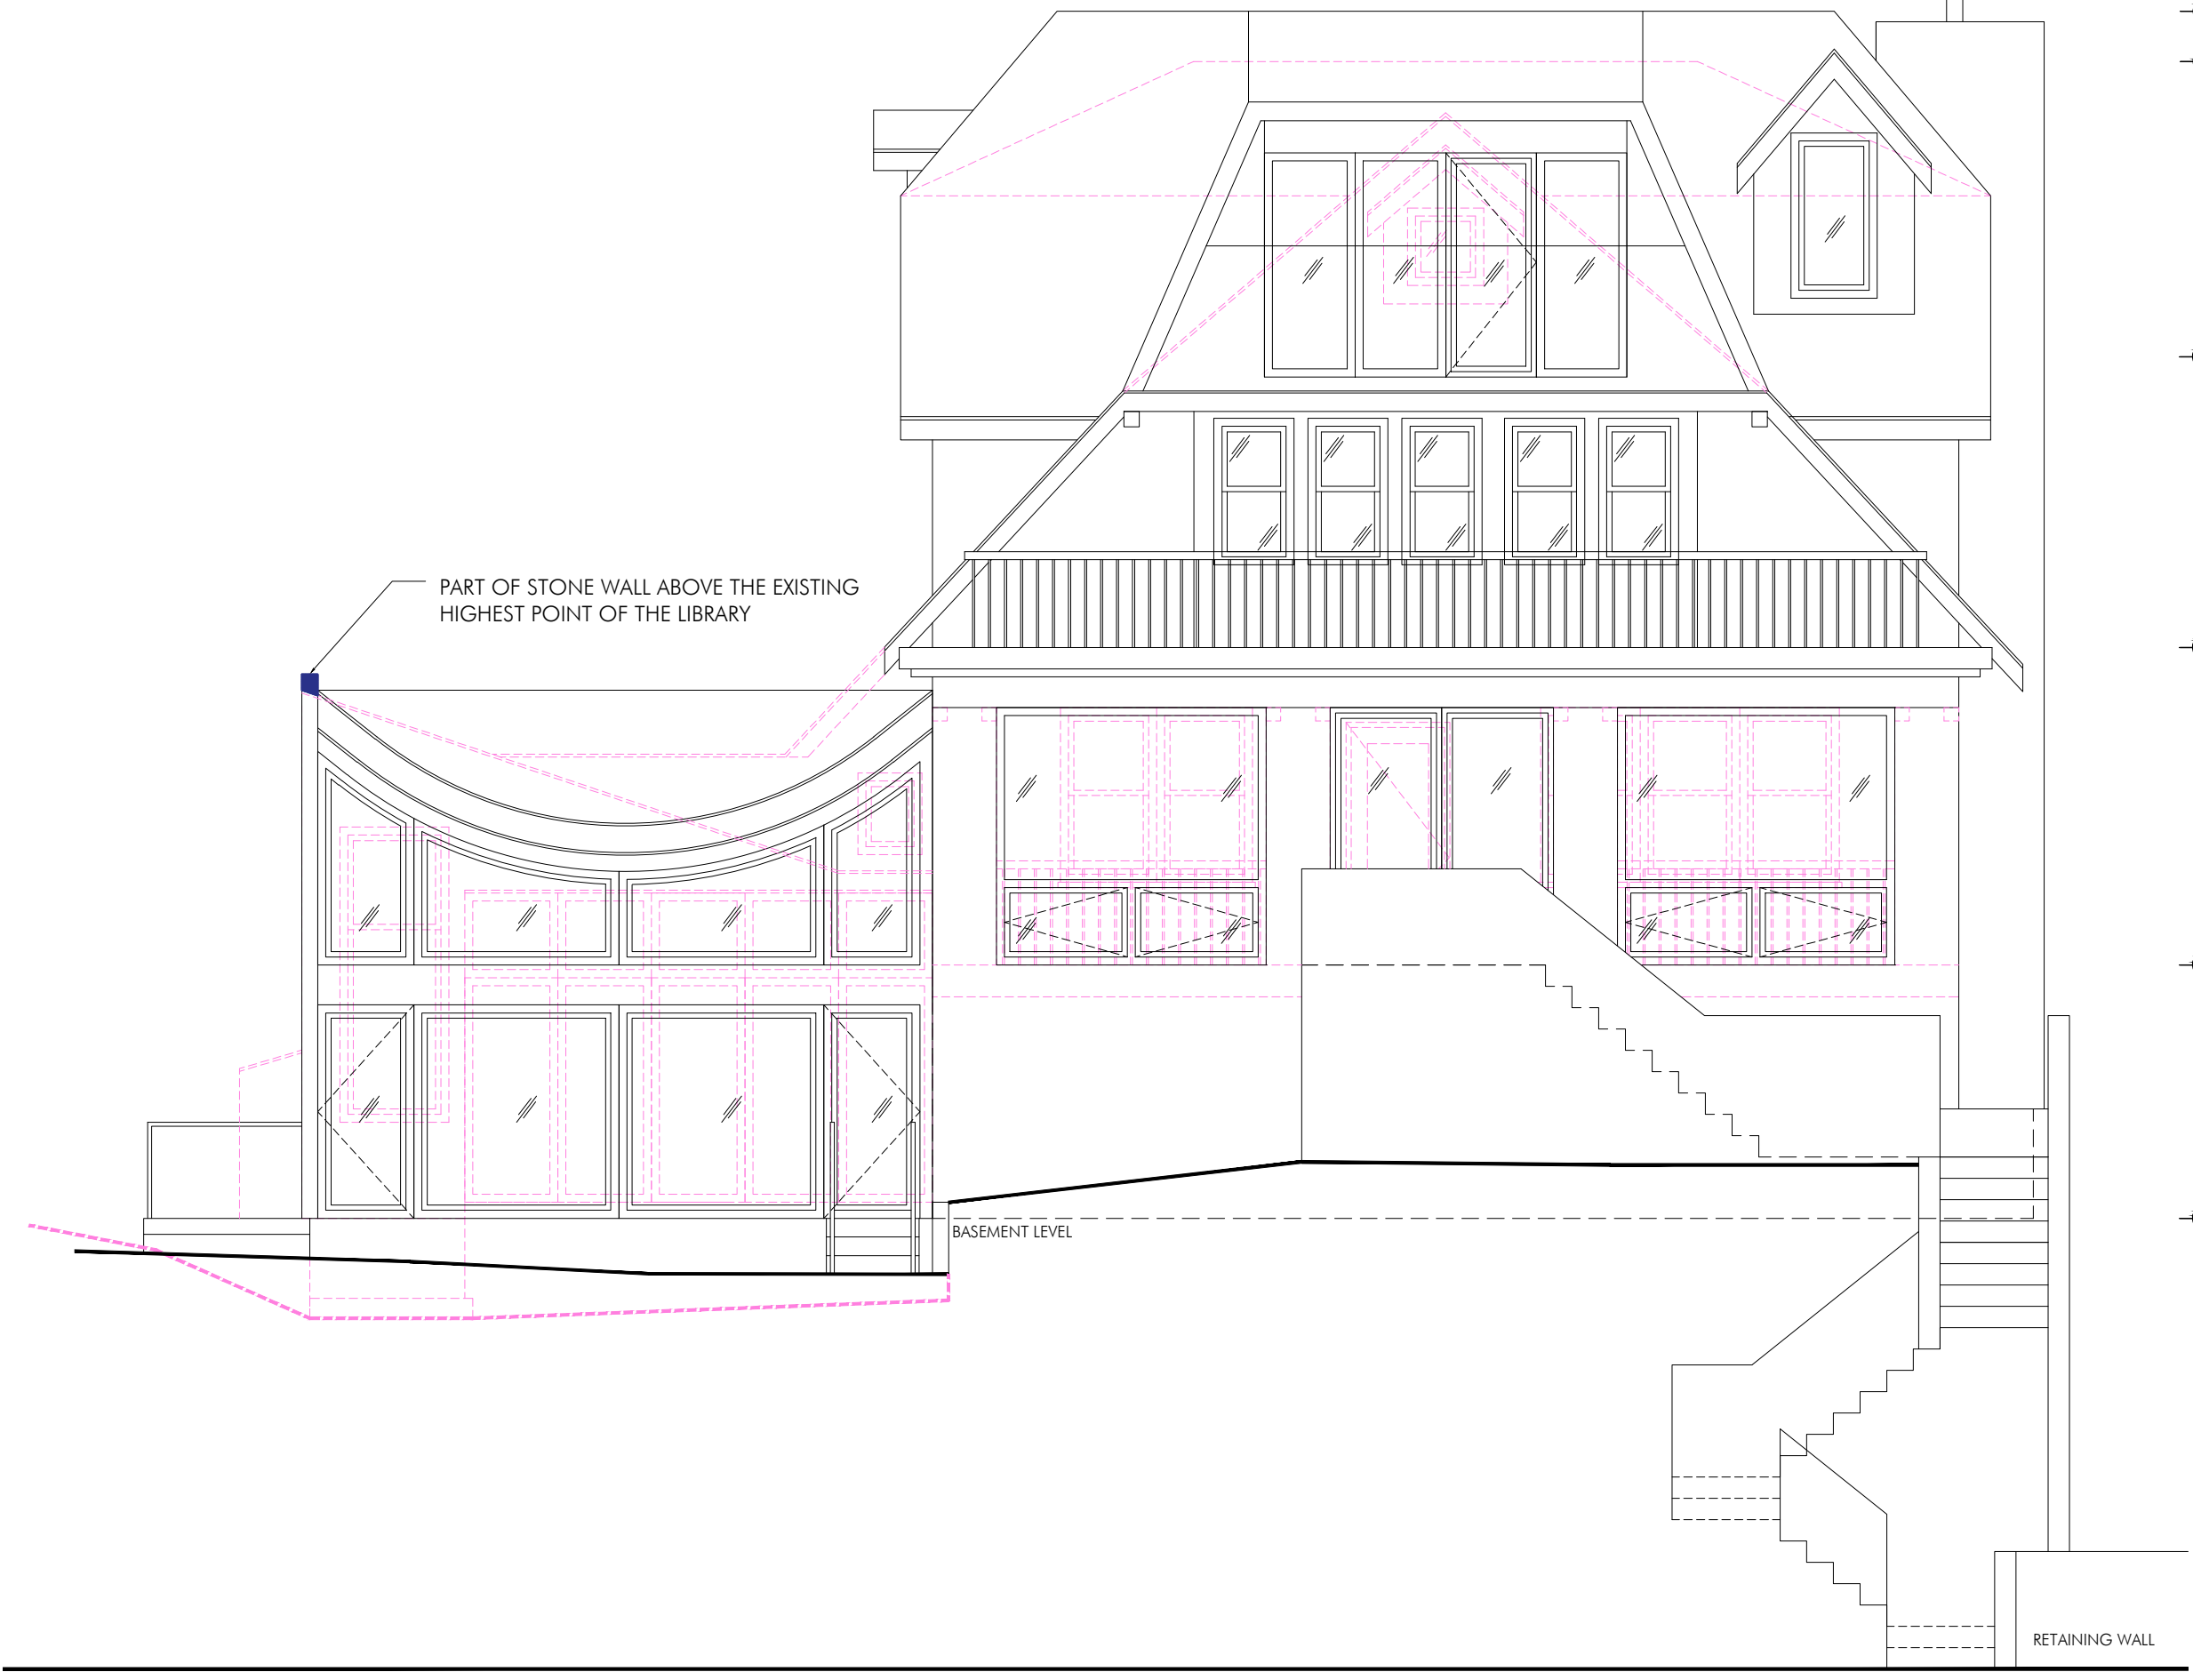 PART OF STONE WALL ABOVE THE EXISTING
HIGHEST POINT OF THE LIBRARY
BASEMENT LEVEL
RETAINING WALL